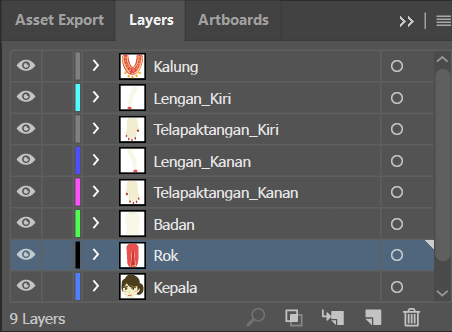 Asset Export Layers Artboards
Kalung
Lengan_Kiri
Telapaktangan_Kiri
Lengan_Kanan
Telapaktangan_Kanan
Badan
Rok
Kepala
9 Layers